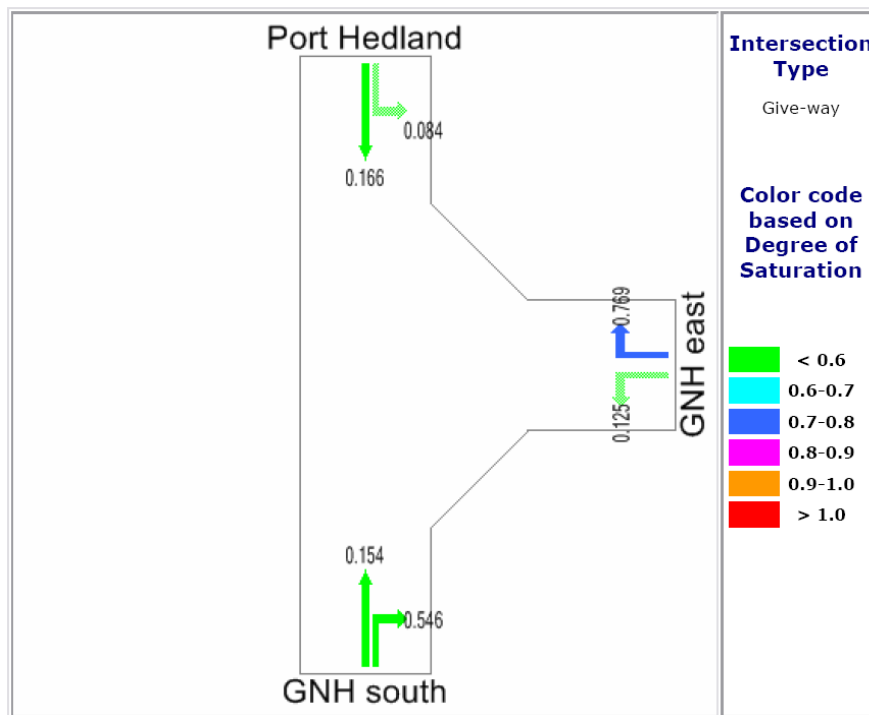 Port Hedland
0.084
0.166
0.769
GNH east
0.125
0.154
0.546
GNH south
Intersection
Type
Give-way
Color code
based on
Degree of
Saturation
< 0.6
0.6-0.7
0.7-0.8
0.8-0.9
0.9-1.0
> 1.0